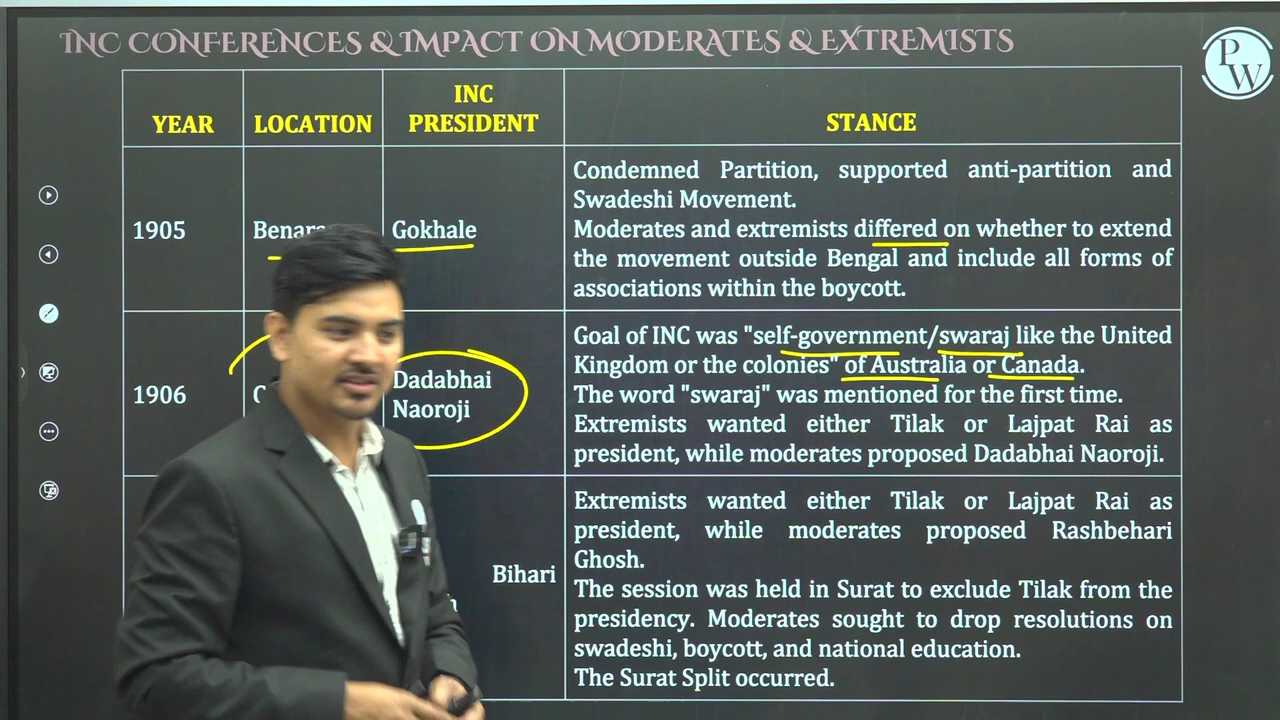 INC CONFERENCES & IMPACT ON MODERATES & EXTREMISTS
PW
YEAR
LOCATION
INC
PRESIDENT
STANCE
1905
Gokhale
Condemned Partition, supported anti-partition and
Swadeshi Movement.
Moderates and extremists differed on whether to extend
the movement outside Bengal and include all forms of
associations within the boycott.
1906
Dadabhai
Naoroji
Goal of INC was "self-government/swaraj like the United
Kingdom or the colonies" of Australia or Canada.
The word "swaraj" was mentioned for the first time.
Extremists wanted either Tilak or Lajpat Rai as
president, while moderates proposed Dadabhai Naoroji.
Bihari
Extremists wanted either Tilak or Lajpat Rai as
president, while moderates proposed Rashbehari
Ghosh.
The session was held in Surat to exclude Tilak from the
presidency. Moderates sought to drop resolutions on
swadeshi, boycott, and national education.
The Surat Split occurred.